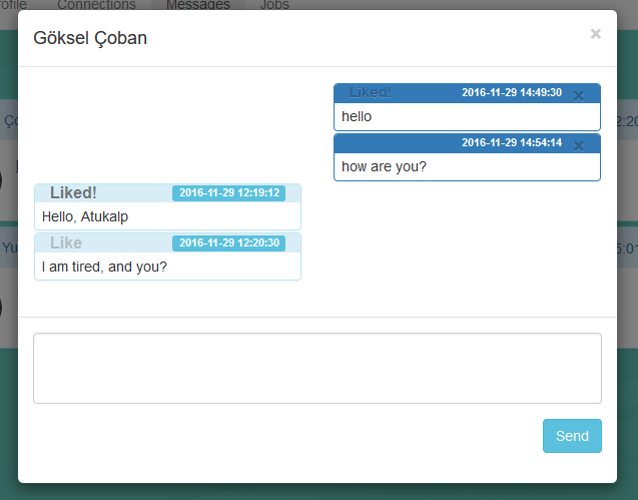 Connections Messages Jobs
Göksel Çoban ×
Liked! 2016-11-29 14:49:30 ×
hello
2016-11-29 14:54:14 ×
how are you?
Liked! 2016-11-29 12:19:12
Hello, Atukalp
Like 2016-11-29 12:20:30
I am tired, and you?
Send